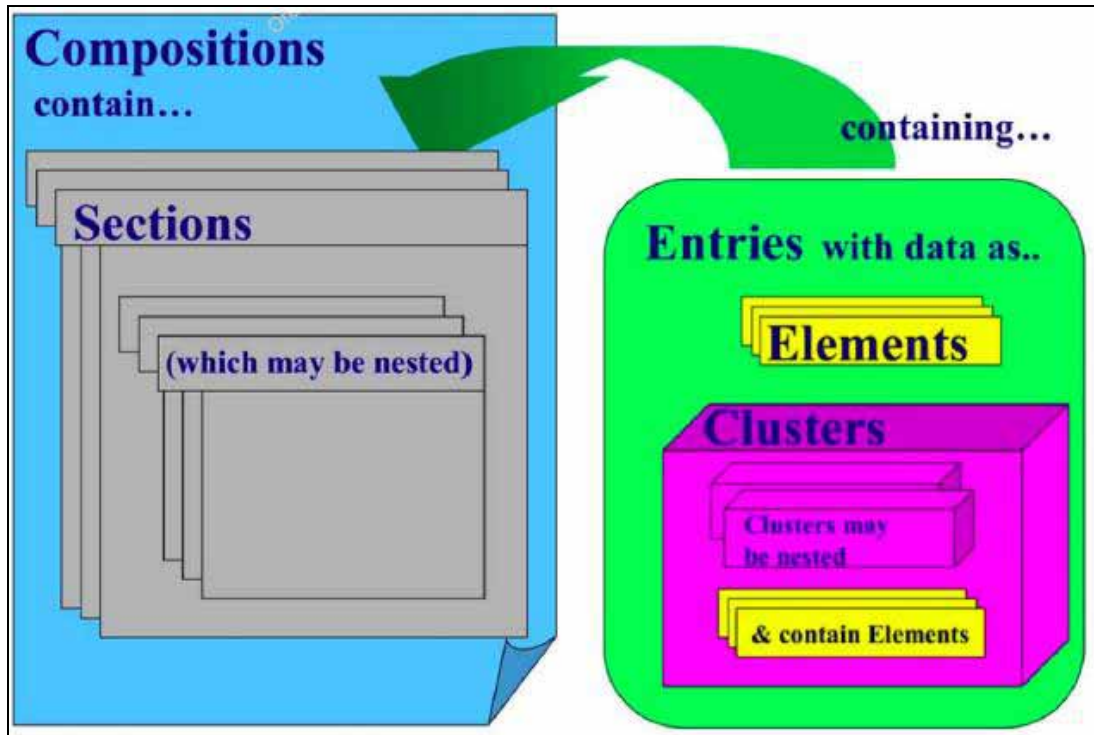 Compositions
contain…
Sections
(which may be nested)
containing…
Entries with data as..
Elements
Clusters
Clusters may
be nested
& contain Elements